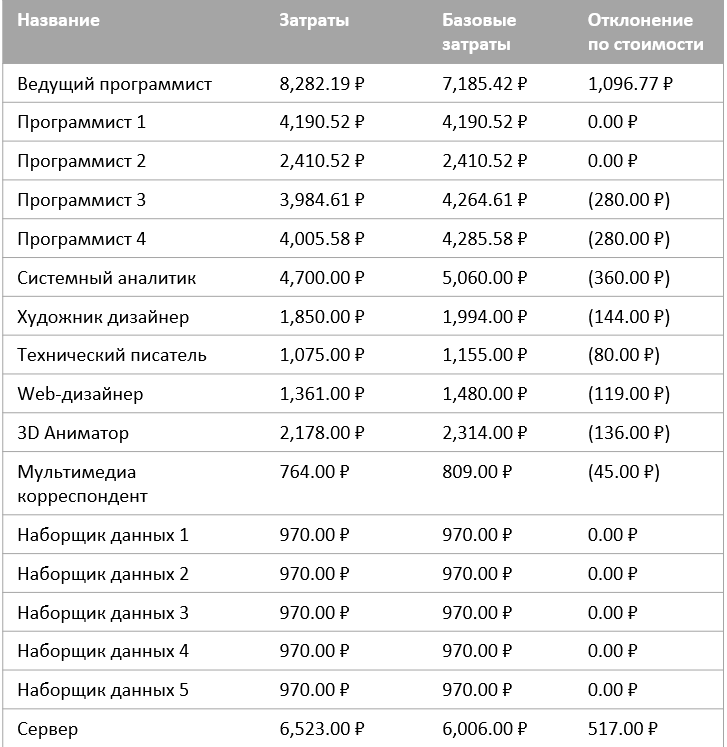 Название Затраты Базовые затраты Отклонение по стоимости
Ведущий программист 8,282.19 ₽ 7,185.42 ₽ 1,096.77 ₽
Программист 1 4,190.52 ₽ 4,190.52 ₽ 0.00 ₽
Программист 2 2,410.52 ₽ 2,410.52 ₽ 0.00 ₽
Программист 3 3,984.61 ₽ 4,264.61 ₽ (280.00 ₽)
Программист 4 4,005.58 ₽ 4,285.58 ₽ (280.00 ₽)
Системный аналитик 4,700.00 ₽ 5,060.00 ₽ (360.00 ₽)
Художник дизайнер 1,850.00 ₽ 1,994.00 ₽ (144.00 ₽)
Технический писатель 1,075.00 ₽ 1,155.00 ₽ (80.00 ₽)
Web-дизайнер 1,361.00 ₽ 1,480.00 ₽ (119.00 ₽)
3D Аниматор 2,178.00 ₽ 2,314.00 ₽ (136.00 ₽)
Мультимедиа корреспондент 764.00 ₽ 809.00 ₽ (45.00 ₽)
Наборщик данных 1 970.00 ₽ 970.00 ₽ 0.00 ₽
Наборщик данных 2 970.00 ₽ 970.00 ₽ 0.00 ₽
Наборщик данных 3 970.00 ₽ 970.00 ₽ 0.00 ₽
Наборщик данных 4 970.00 ₽ 970.00 ₽ 0.00 ₽
Наборщик данных 5 970.00 ₽ 970.00 ₽ 0.00 ₽
Сервер 6,523.00 ₽ 6,006.00 ₽ 517.00 ₽